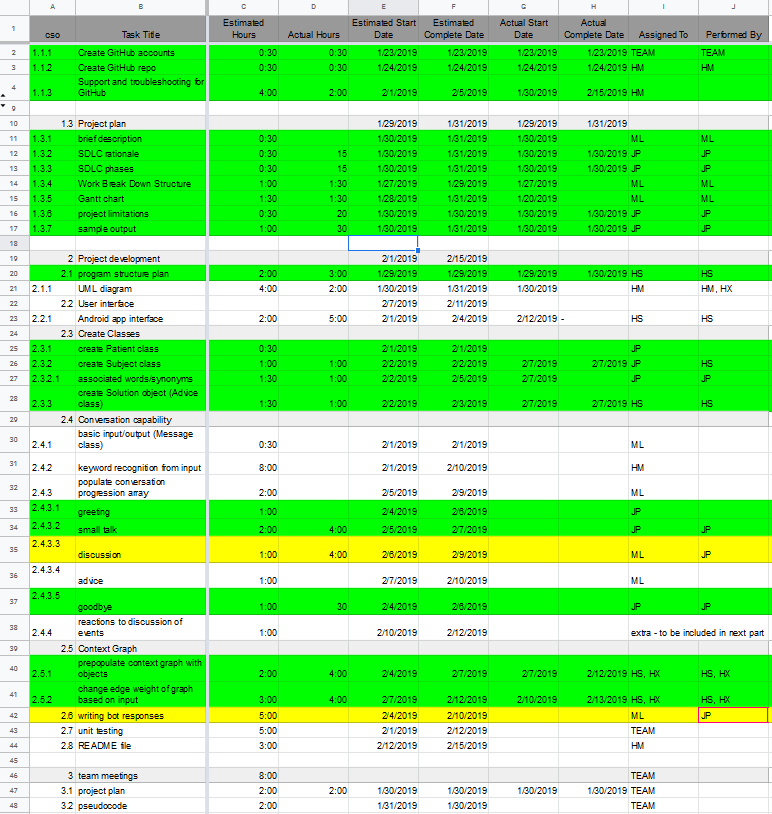 A B C D E F G H I J
1 cso Task Title Estimated Hours Actual Hours Estimated Start Date Estimated Complete Date Actual Start Date Actual Complete Date Assigned To Performed By
2 1.1.1 Create GitHub accounts 0:30 0:30 1/23/2019 1/23/2019 1/23/2019 1/23/2019 TEAM TEAM
3 1.1.2 Create GitHub repo 0:30 0:30 1/24/2019 1/24/2019 1/24/2019 1/24/2019 HM HM
4 1.1.3 Support and troubleshooting for GitHub 4:00 2:00 2/1/2019 2/5/2019 1/30/2019 2/15/2019 HM
9
10 1.3 Project plan 1/29/2019 1/31/2019 1/29/2019 1/31/2019
11 1.3.1 brief description 0:30 1/30/2019 1/31/2019 1/30/2019 ML ML
12 1.3.2 SDLC rationale 0:30 15 1/30/2019 1/31/2019 1/30/2019 1/30/2019 JP JP
13 1.3.3 SDLC phases 0:30 15 1/30/2019 1/31/2019 1/30/2019 1/30/2019 JP JP
14 1.3.4 Work Break Down Structure 1:00 1:30 1/27/2019 1/29/2019 1/27/2019 ML ML
15 1.3.5 Gantt chart 1:30 1:30 1/28/2019 1/31/2019 1/20/2019 ML ML
16 1.3.6 project limitations 0:30 20 1/30/2019 1/30/2019 1/30/2019 1/30/2019 JP JP
17 1.3.7 sample output 1:00 30 1/30/2019 1/31/2019 1/30/2019 1/30/2019 JP JP
18
19 2 Project development 2/1/2019 2/15/2019
20 2.1 program structure plan 2:00 3:00 1/29/2019 1/29/2019 1/29/2019 1/30/2019 HS HS
21 2.1.1 UML diagram 4:00 2:00 1/30/2019 1/31/2019 1/30/2019 HM HM, HX
22 2.2 User interface 2/7/2019 2/11/2019
23 2.2.1 Android app interface 2:00 5:00 2/1/2019 2/4/2019 2/12/2019 - HS HS
24 2.3 Create Classes
25 2.3.1 create Patient class 0:30 2/1/2019 2/1/2019 JP
26 2.3.2 create Subject class 1:00 1:00 2/2/2019 2/2/2019 2/7/2019 2/7/2019 JP HS
27 2.3.2.1 associated words/synonyms 1:30 1:00 2/2/2019 2/5/2019 2/7/2019 JP JP
28 2.3.3 create Solution object (Advice class) 1:30 1:00 2/2/2019 2/3/2019 2/7/2019 2/7/2019 HS HS
29 2.4 Conversation capability
30 2.4.1 basic input/output (Message class) 0:30 2/1/2019 2/1/2019 ML
31 2.4.2 keyword recognition from input 8:00 2/1/2019 2/10/2019 HM
32 2.4.3 populate conversation progression array 2:00 2/5/2019 2/9/2019 ML
33 2.4.3.1 greeting 1:00 2/4/2019 2/6/2019 JP
34 2.4.3.2 small talk 2:00 4:00 2/5/2019 2/7/2019 JP JP
35 2.4.3.3 discussion 1:00 4:00 2/6/2019 2/9/2019 ML JP
36 2.4.3.4 advice 1:00 2/7/2019 2/10/2019 ML
37 2.4.3.5 goodbye 1:00 30 2/4/2019 2/6/2019 JP JP
38 2.4.4 reactions to discussion of events 1:00 2/10/2019 2/12/2019 extra - to be included in next part
39 2.5 Context Graph
40 2.5.1 prepopulate context graph with objects 2:00 4:00 2/4/2019 2/7/2019 2/7/2019 2/12/2019 HS, HX HS, HX
41 2.5.2 change edge weight of graph based on input 3:00 4:00 2/7/2019 2/12/2019 2/10/2019 2/13/2019 HS, HX HS, HX
42 2.6 writing bot responses 5:00 2/4/2019 2/10/2019 ML JP
43 2.7 unit testing 5:00 2/1/2019 2/12/2019 TEAM
44 2.8 README file 3:00 2/12/2019 2/15/2019 HM
45
46 3 team meetings 8:00 TEAM
47 3.1 project plan 2:00 2:00 1/30/2019 1/30/2019 1/30/2019 1/30/2019 TEAM
48 3.2 pseudocode 2:00 1/31/2019 1/30/2019 TEAM